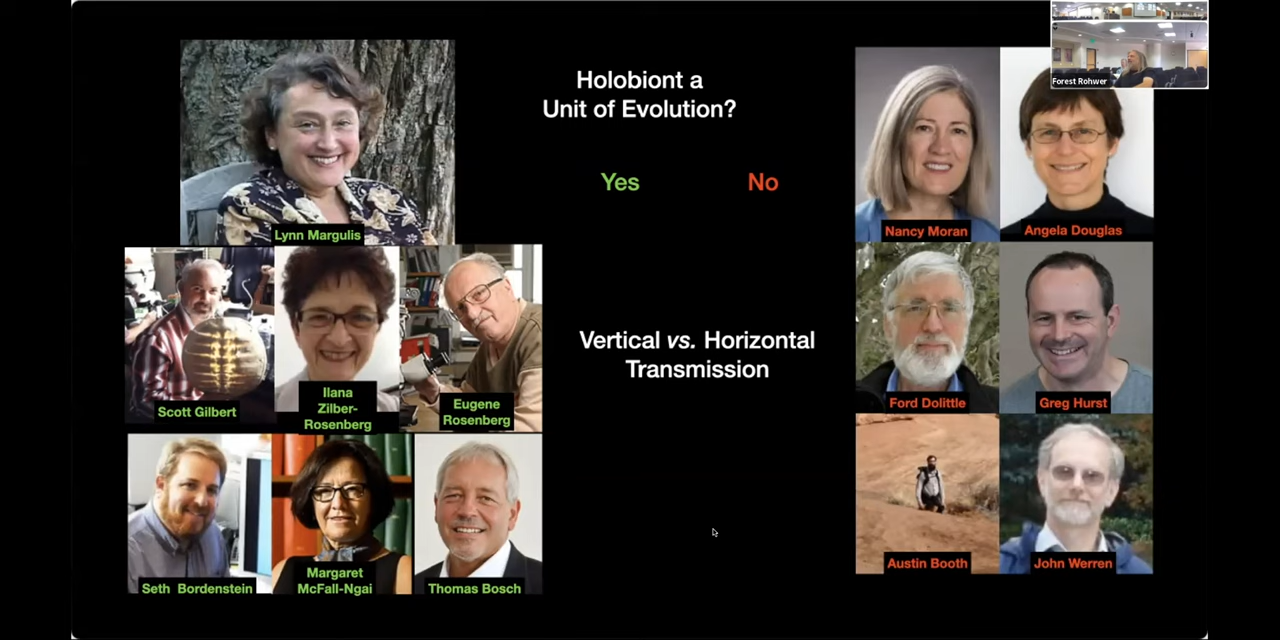 Holobiont a
Unit of Evolution?
Yes
No
Vertical vs. Horizontal
Transmission
Lynn Margulis
Scott Gilbert
Ilana
Zilber-
Rosenberg
Eugene
Rosenberg
Seth Bordenstein
Margaret
McFall-Ngai
Thomas Bosch
Nancy Moran
Angela Douglas
Ford Dolittle
Greg Hurst
Austin Booth
John Werren
Forest Rohwer